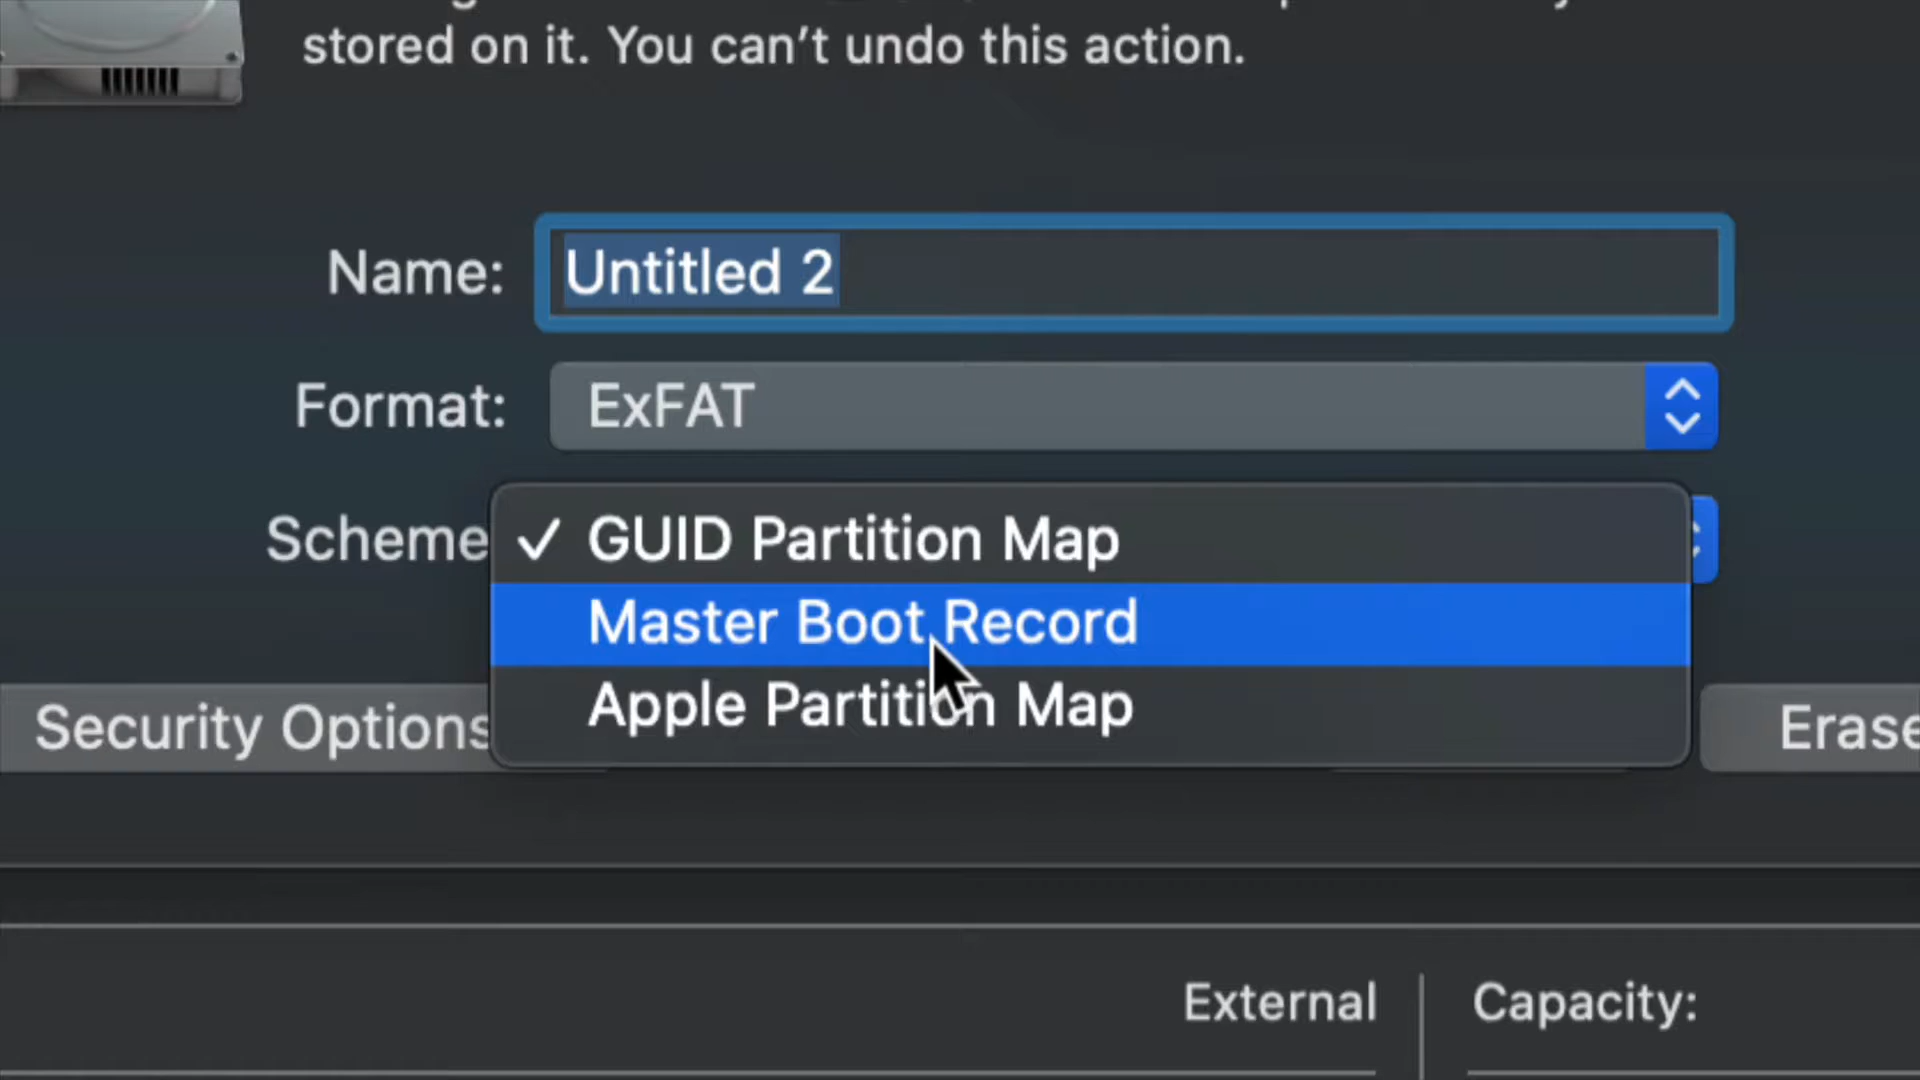 stored on it. You can't undo this action.
Name: Untitled 2
Format: ExFAT
Scheme
✓ GUID Partition Map
Master Boot Record
Apple Partition Map
Security Options
Erase
External
Capacity: